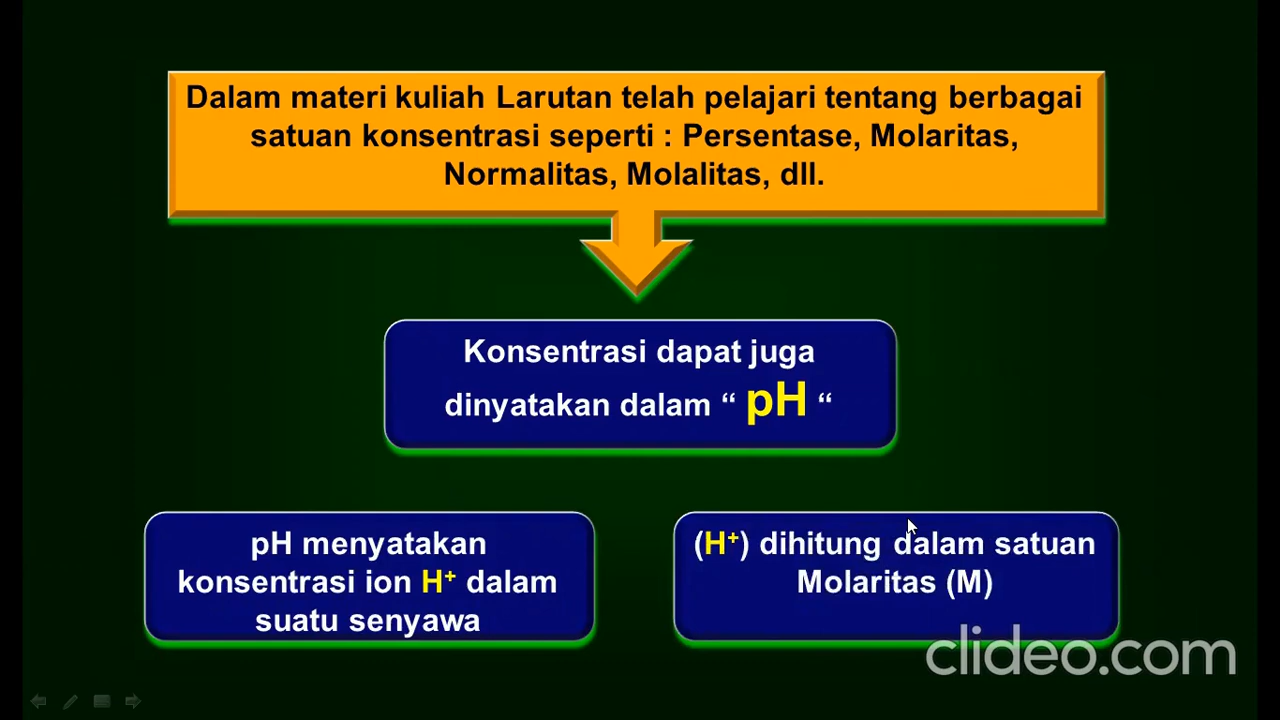 Dalam materi kuliah Larutan telah pelajari tentang berbagai
satuan konsentrasi seperti : Persentase, Molaritas,
Normalitas, Molalitas, dll.
Konsentrasi dapat juga
dinyatakan dalam “ pH “
pH menyatakan
konsentrasi ion H⁺ dalam
suatu senyawa
(H⁺) dihitung dalam satuan
Molaritas (M)
clideo.com